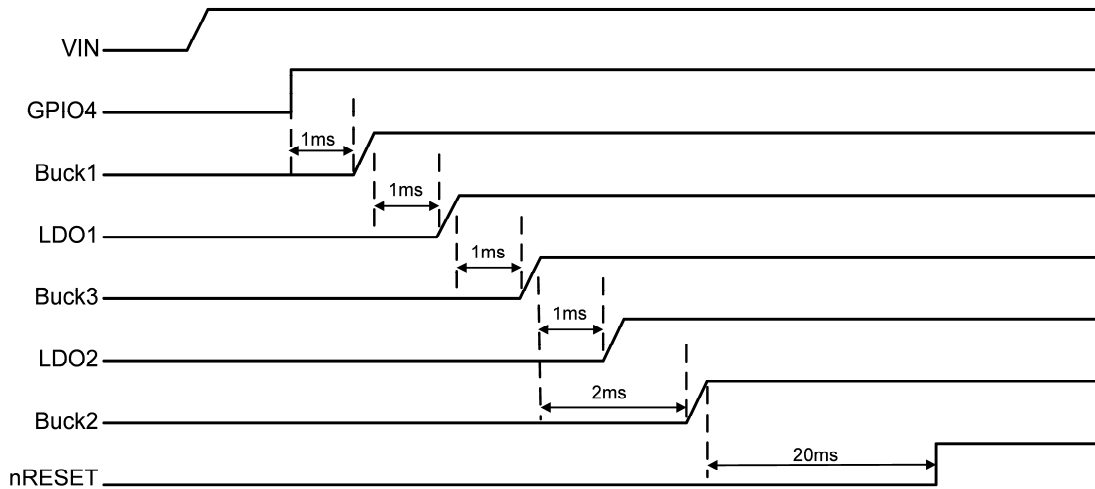 VIN
GPIO4
1ms
Buck1
1ms
LDO1
1ms
Buck3
1ms
LDO2
2ms
Buck2
20ms
nRESET